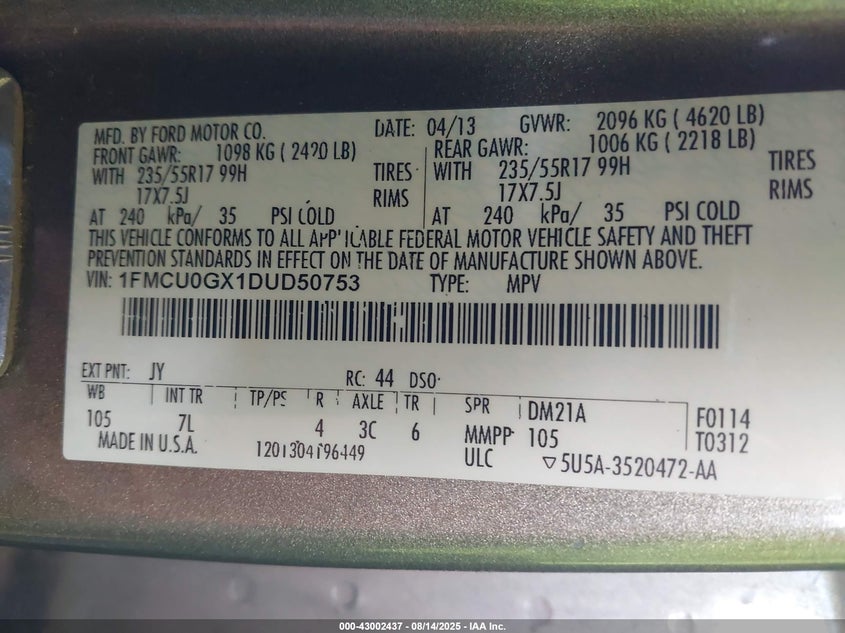 MFD. BY FORD MOTOR CO. DATE: 04/13 GVWR: 2096 KG ( 4620 LB)
FRONT GAWR: 1098 KG ( 2420 LB) REAR GAWR: 1006 KG ( 2218 LB)
WITH 235/55R17 99H TIRES WITH 235/55R17 99H TIRES
17X7.5J RIMS 17X7.5J RIMS
AT 240 kPa/ 35 PSI COLD AT 240 kPa/ 35 PSI COLD
THIS VEHICLE CONFORMS TO ALL APPLICABLE FEDERAL MOTOR VEHICLE SAFETY AND THEFT
PREVENTION STANDARDS IN EFFECT ON THE DATE OF MANUFACTURE SHOWN ABOVE.
VIN: 1FMCU0GX1DUD50753 TYPE: MPV
EXT PNT: JY RC: 44 DSO:
WB INT TR TP/PS R AXLE TR SPR DM21A F0114
105 7L 4 3C 6 MMPP 105 T0312
MADE IN U.S.A. 1201304196449 ULC ▽5U5A-3520472-AA
000-43002437 - 08/14/2025 - IAA Inc.